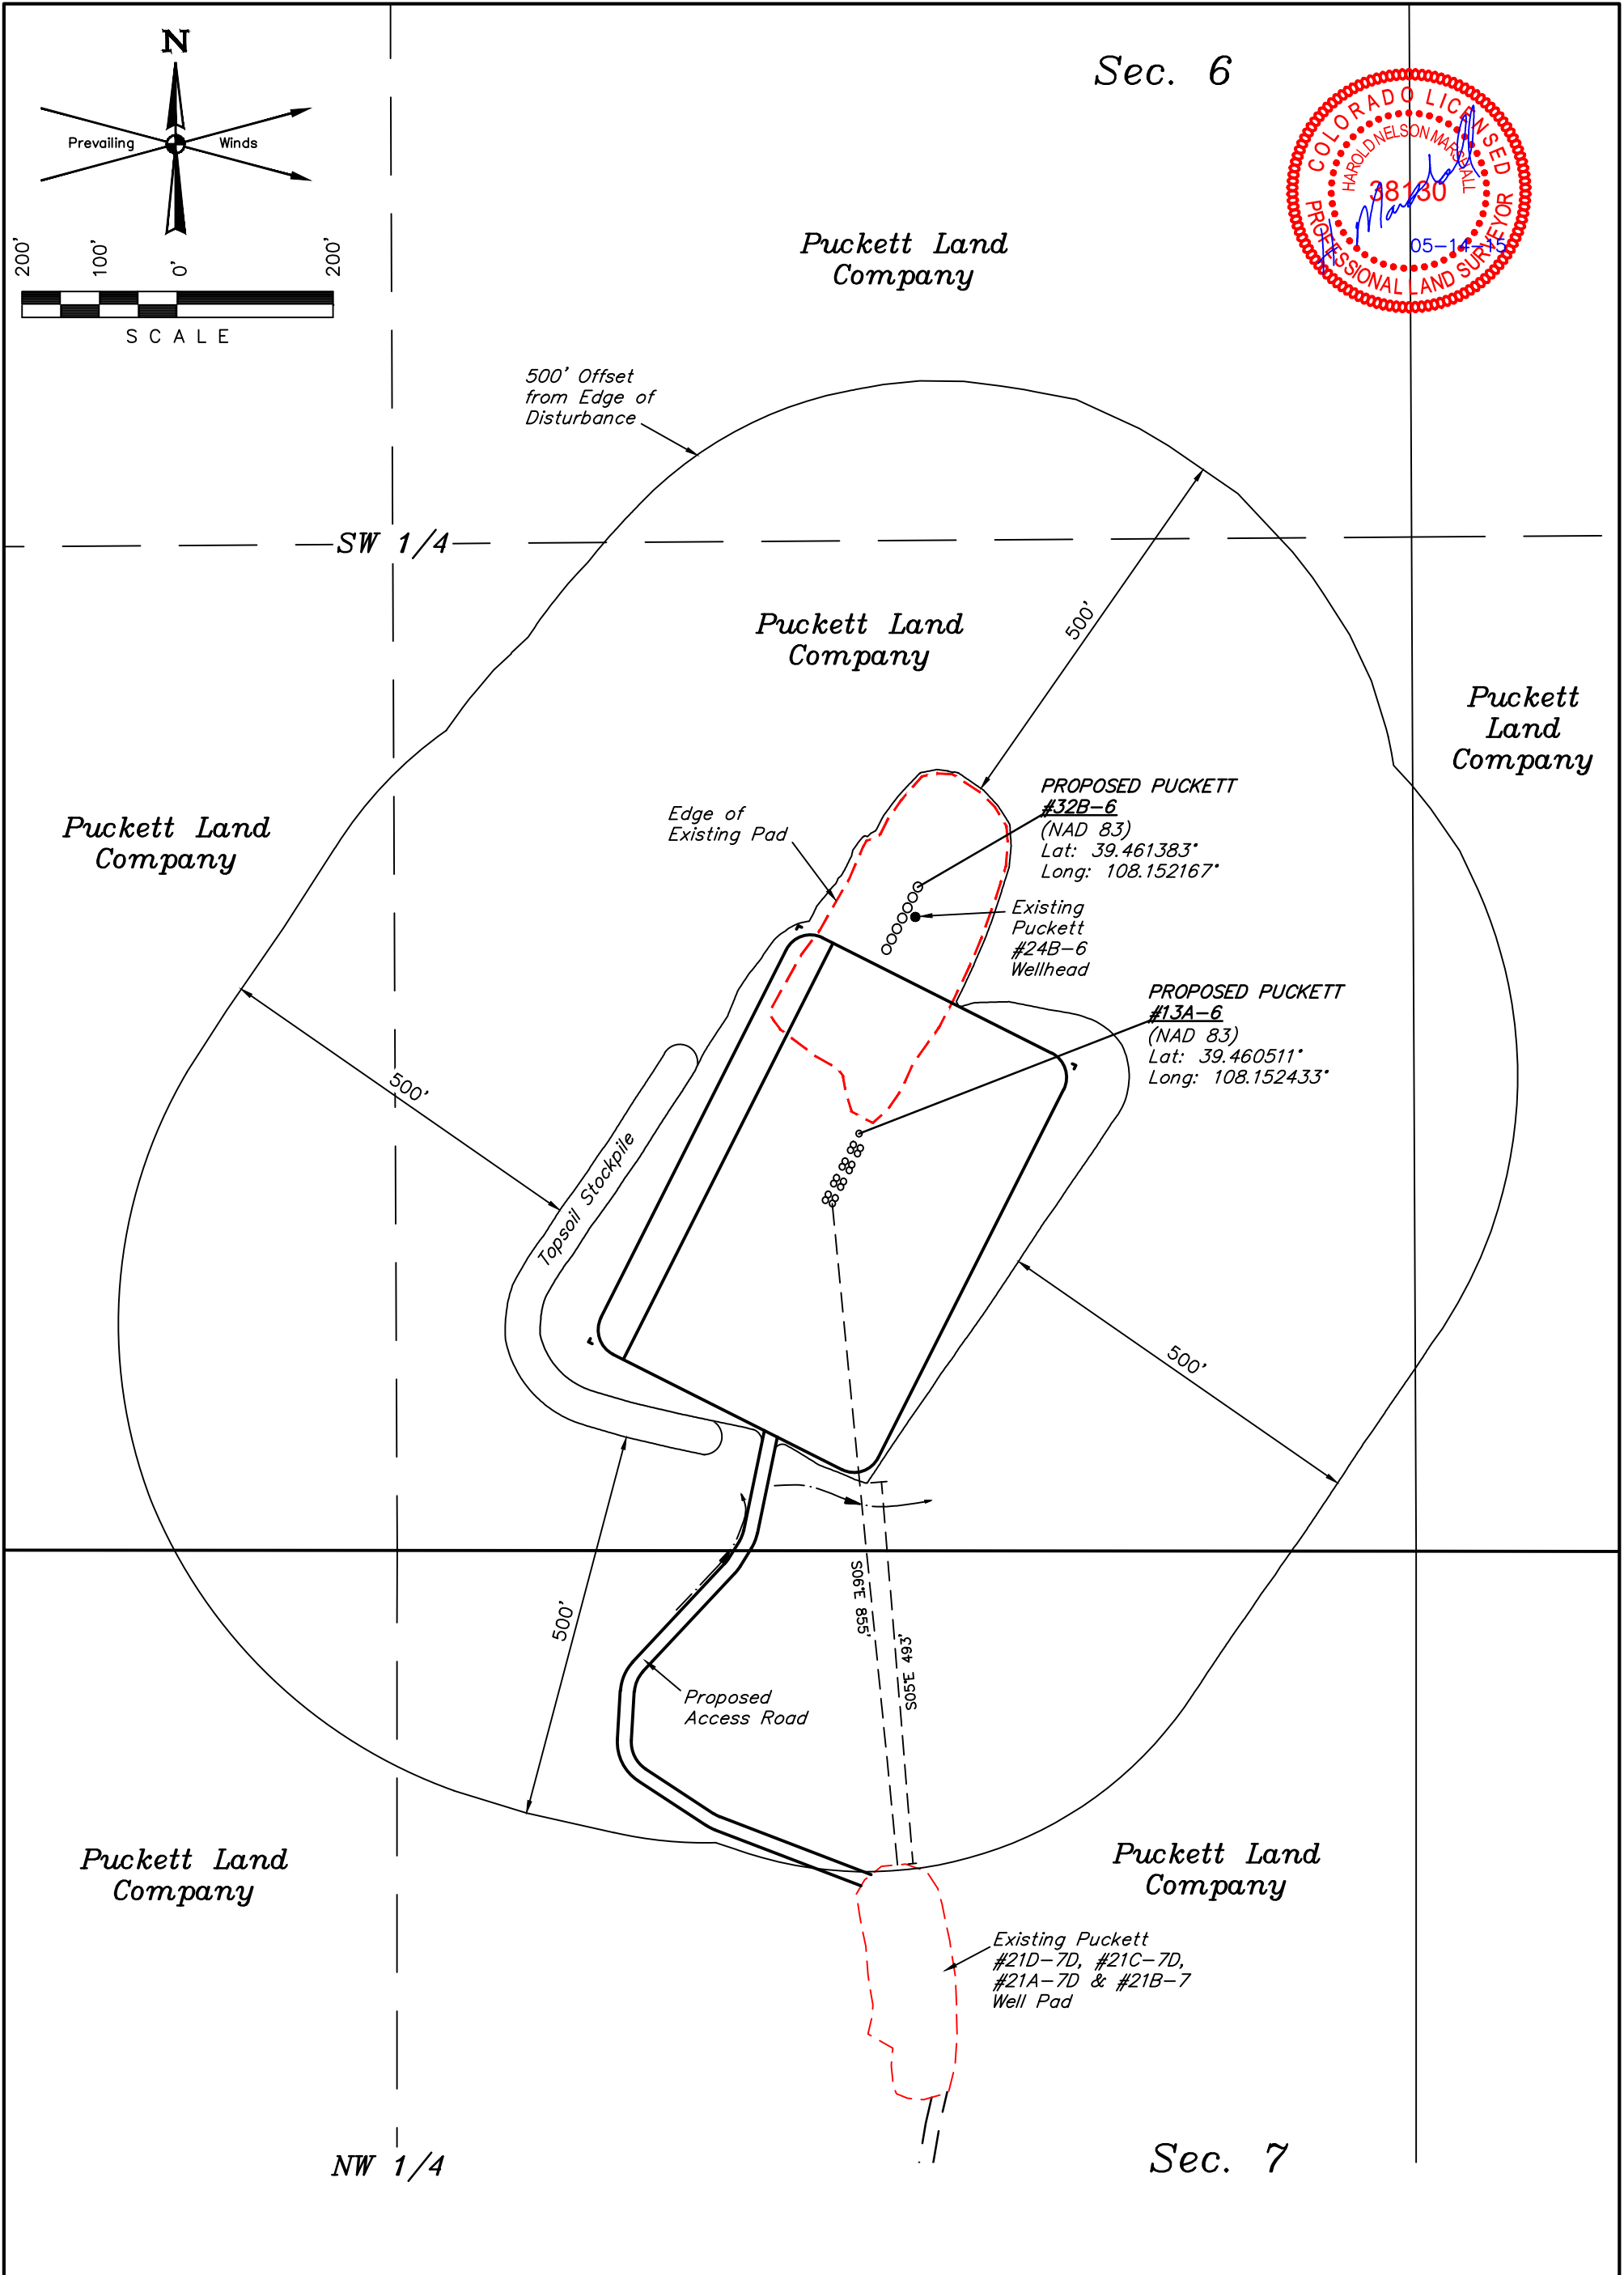 N
Prevailing
Winds
200'
100'
0'
200'
SCALE
Sec. 6
COLORADO LICENSED
HAROLD NELSON MARSHALL
38130
05-14-15
PROFESSIONAL LAND SURVEYOR
Puckett Land
Company
500' Offset
from Edge of
Disturbance
SW 1/4
Puckett Land
Company
500'
Puckett
Land
Company
Puckett Land
Company
Edge of
Existing Pad
PROPOSED PUCKETT
#32B-6
(NAD 83)
Lat: 39.461383°
Long: 108.152167°
Existing
Puckett
#24B-6
Wellhead
PROPOSED PUCKETT
#13A-6
(NAD 83)
Lat: 39.460511°
Long: 108.152433°
500'
Topsoil Stockpile
500'
S06°E 855'
S05°E 493'
500'
Proposed
Access Road
Puckett Land
Company
Puckett Land
Company
Existing Puckett
#21D-7D, #21C-7D,
#21A-7D & #21B-7
Well Pad
NW 1/4
Sec. 7